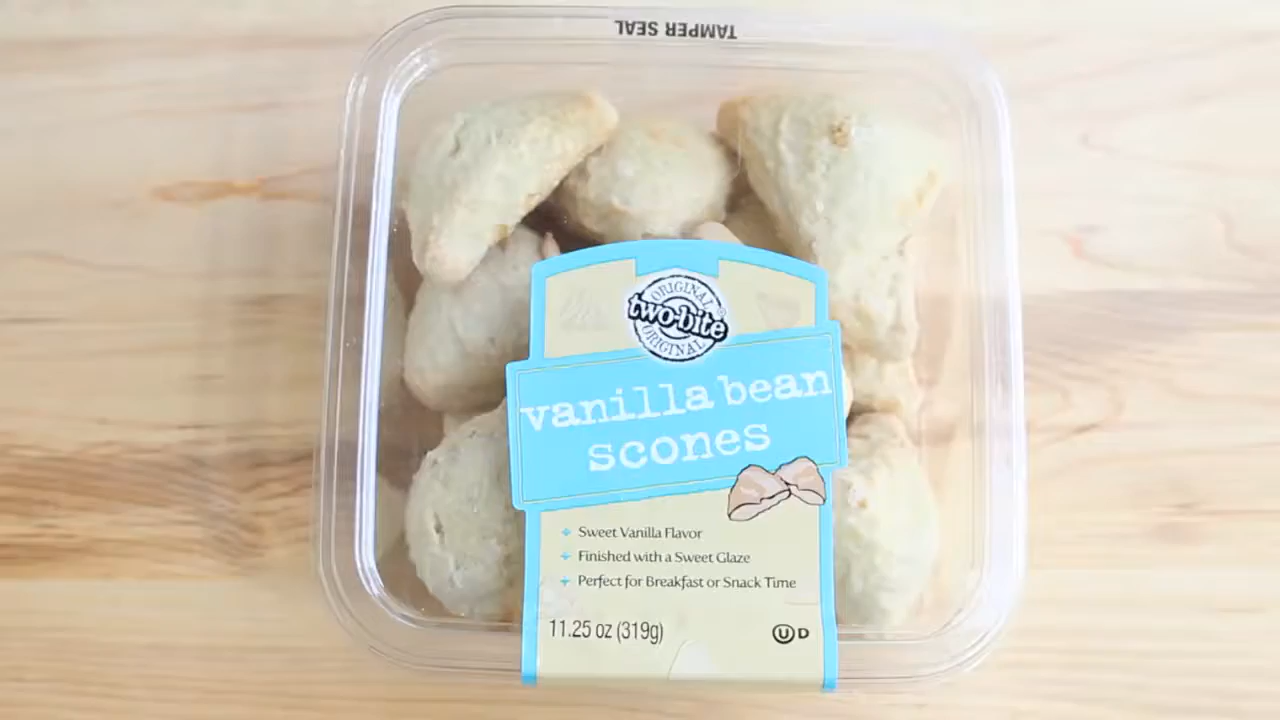 TAMPER SEAL
ORIGINAL
two·bite®
ORIGINAL
vanilla bean
scones
Sweet Vanilla Flavor
Finished with a Sweet Glaze
Perfect for Breakfast or Snack Time
11.25 oz (319g)
U D